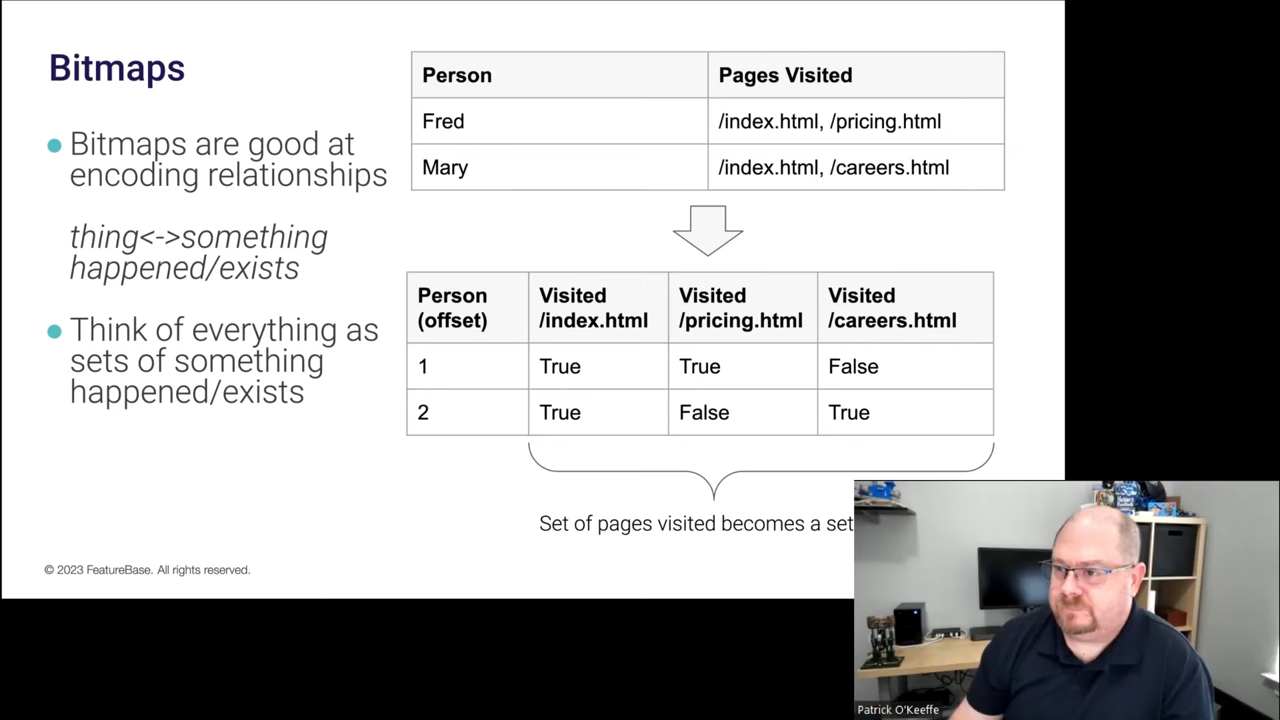 Bitmaps
● Bitmaps are good at
encoding relationships
thing<->something
happened/exists
● Think of everything as
sets of something
happened/exists
Person Pages Visited
Fred /index.html, /pricing.html
Mary /index.html, /careers.html
Person Visited Visited Visited
(offset) /index.html /pricing.html /careers.html
1 True True False
2 True False True
Set of pages visited becomes a set
© 2023 FeatureBase. All rights reserved.
Patrick O'Keeffe